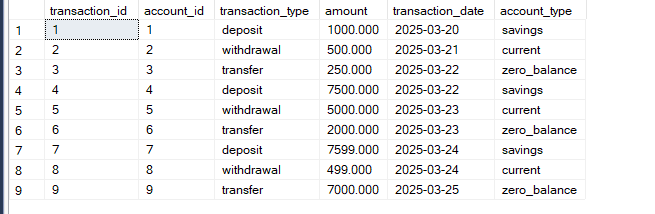 transaction_id account_id transaction_type amount transaction_date account_type
1 1 1 deposit 1000.000 2025-03-20 savings
2 2 2 withdrawal 500.000 2025-03-21 current
3 3 3 transfer 250.000 2025-03-22 zero_balance
4 4 4 deposit 7500.000 2025-03-22 savings
5 5 5 withdrawal 5000.000 2025-03-23 current
6 6 6 transfer 2000.000 2025-03-23 zero_balance
7 7 7 deposit 7599.000 2025-03-24 savings
8 8 8 withdrawal 499.000 2025-03-24 current
9 9 9 transfer 7000.000 2025-03-25 zero_balance